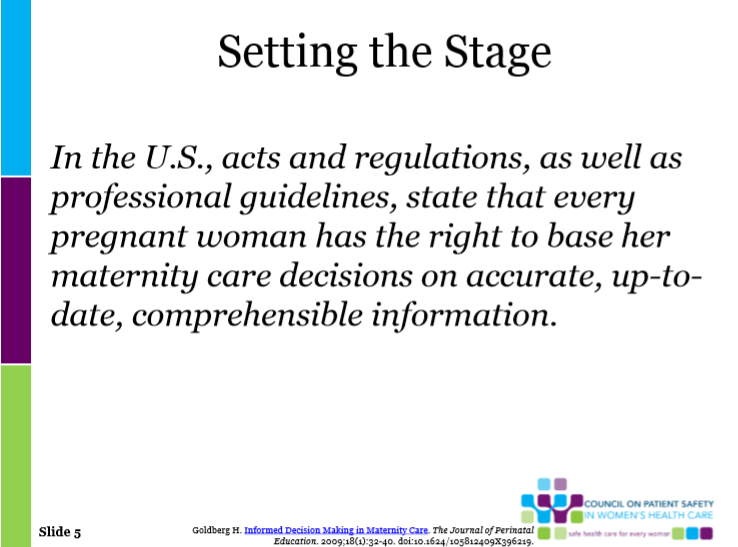 Setting the Stage
In the U.S., acts and regulations, as well as
professional guidelines, state that every
pregnant woman has the right to base her
maternity care decisions on accurate, up-to-
date, comprehensible information.
Slide 5
Goldberg H. Informed Decision Making in Maternity Care. The Journal of Perinatal
Education. 2009;18(1):32-40. doi:10.1624/105812409X396219.
COUNCIL ON PATIENT SAFETY
IN WOMEN'S HEALTH CARE
safe health care for every woman